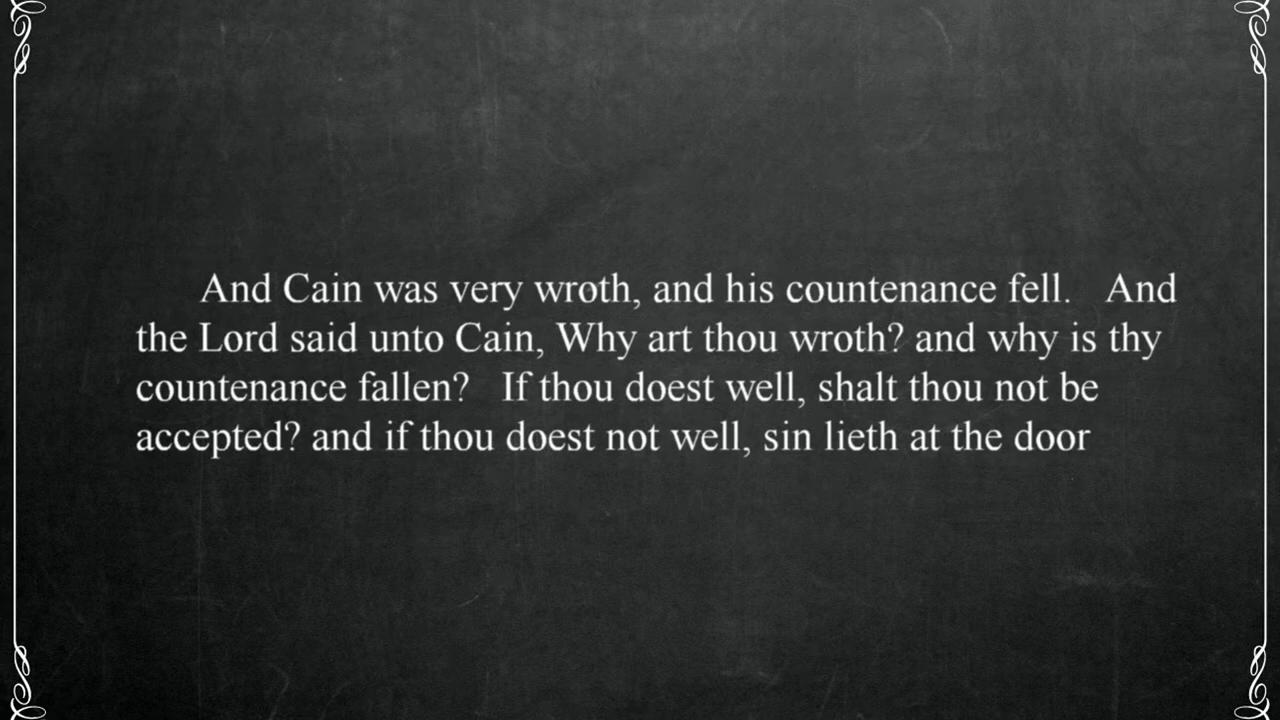 And Cain was very wroth, and his countenance fell.   And
the Lord said unto Cain, Why art thou wroth? and why is thy
countenance fallen?   If thou doest well, shalt thou not be
accepted? and if thou doest not well, sin lieth at the door